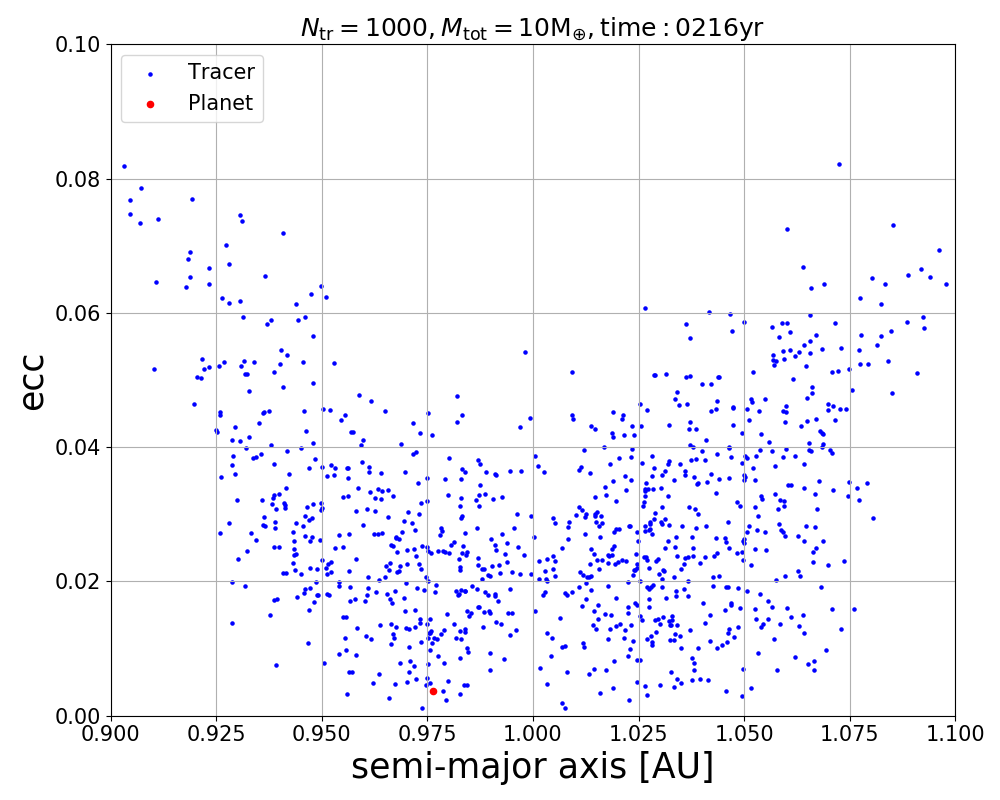 N_tr = 1000, M_tot = 10M_⊕, time : 0216yr
Tracer
Planet
0.10
0.08
0.06
0.04
0.02
0.00
ecc
0.900 0.925 0.950 0.975 1.000 1.025 1.050 1.075 1.100
semi-major axis [AU]